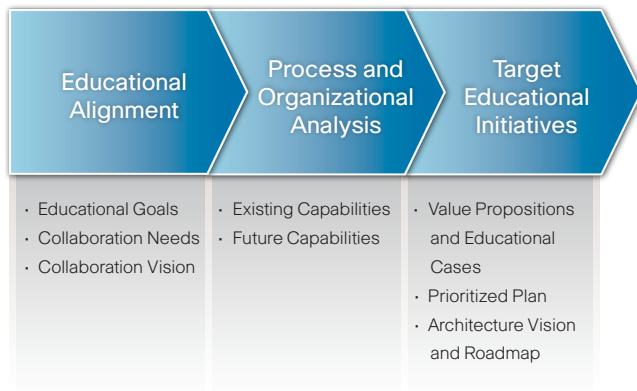 Educational
Alignment
Process and
Organizational
Analysis
Target
Educational
Initiatives
· Educational Goals
· Collaboration Needs
· Collaboration Vision
· Existing Capabilities
· Future Capabilities
· Value Propositions
and Educational
Cases
· Prioritized Plan
· Architecture Vision
and Roadmap